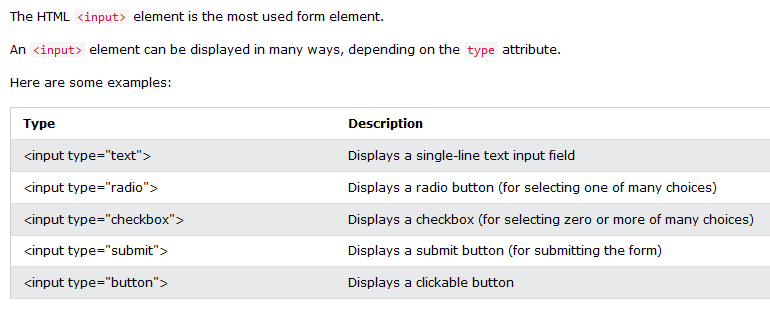 The HTML <input> element is the most used form element.
An <input> element can be displayed in many ways, depending on the type attribute.
Here are some examples:
Type Description
<input type="text"> Displays a single-line text input field
<input type="radio"> Displays a radio button (for selecting one of many choices)
<input type="checkbox"> Displays a checkbox (for selecting zero or more of many choices)
<input type="submit"> Displays a submit button (for submitting the form)
<input type="button"> Displays a clickable button